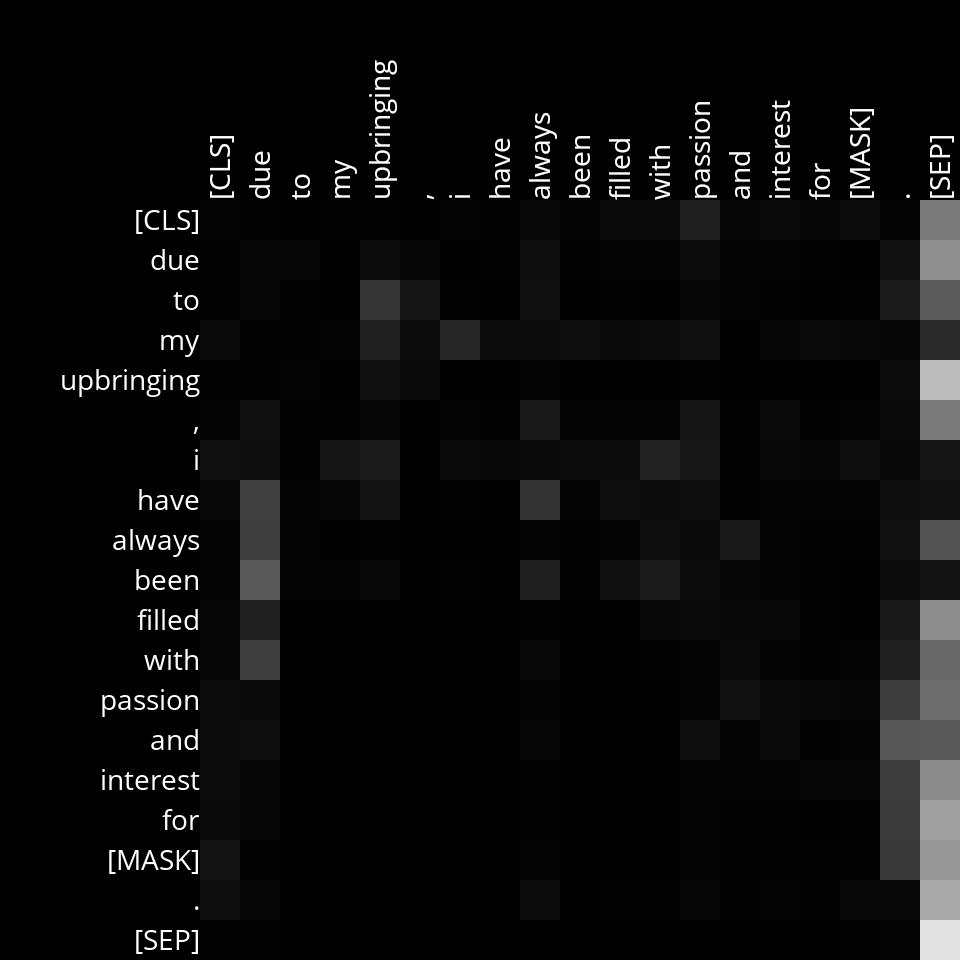 [CLS] due to my upbringing , i have always been filled with passion and interest for [MASK] . [SEP]
[CLS]
due
to
my
upbringing
,
i
have
always
been
filled
with
passion
and
interest
for
[MASK]
.
[SEP]